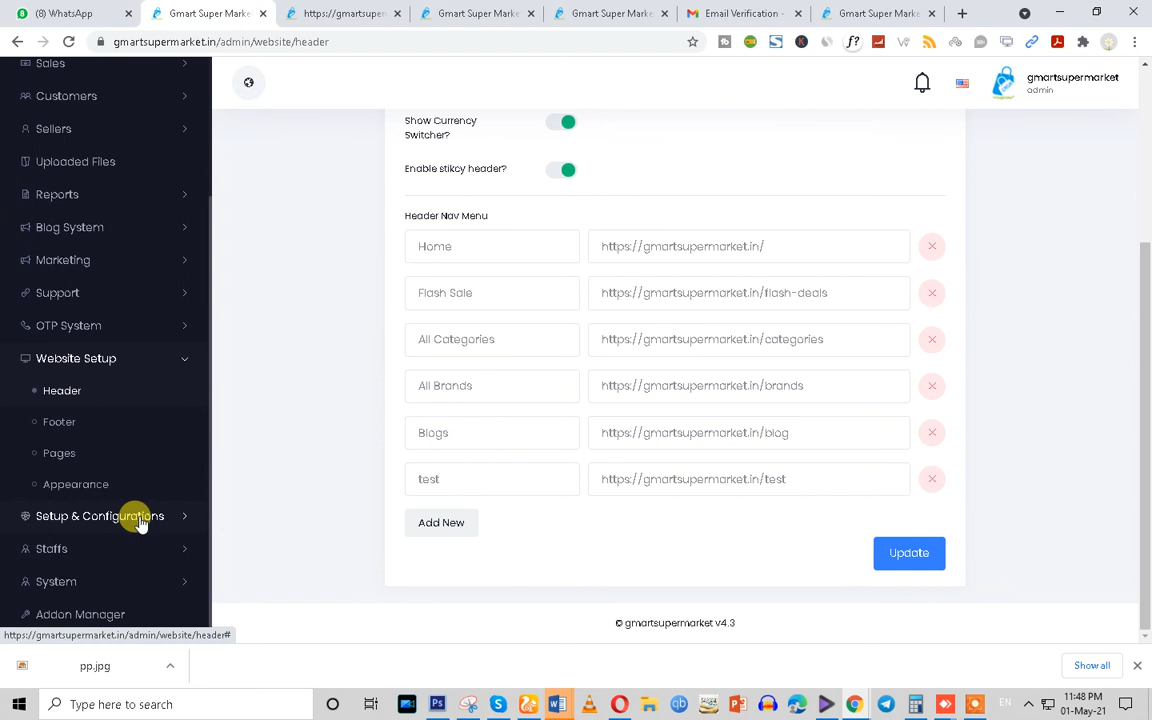 (8) WhatsApp
Gmart Super Market
https://gmartsuperm
Gmart Super Marke
Gmart Super Marke
Email Verification -
Gmart Super Marke
gmartsupermarket.in/admin/website/header
Sales
Customers
Sellers
Uploaded Files
Reports
Blog System
Marketing
Support
OTP System
Website Setup
Header
Footer
Pages
Appearance
Setup & Configurations
Staffs
System
Addon Manager
https://gmartsupermarket.in/admin/website/header#
gmartsupermarket
admin
Show Currency
Switcher?
Enable stikcy header?
Header Nav Menu
Home https://gmartsupermarket.in/
Flash Sale https://gmartsupermarket.in/flash-deals
All Categories https://gmartsupermarket.in/categories
All Brands https://gmartsupermarket.in/brands
Blogs https://gmartsupermarket.in/blog
test https://gmartsupermarket.in/test
Add New
Update
© gmartsupermarket v4.3
pp.jpg
Show all
Type here to search
EN
11:48 PM
01-May-21